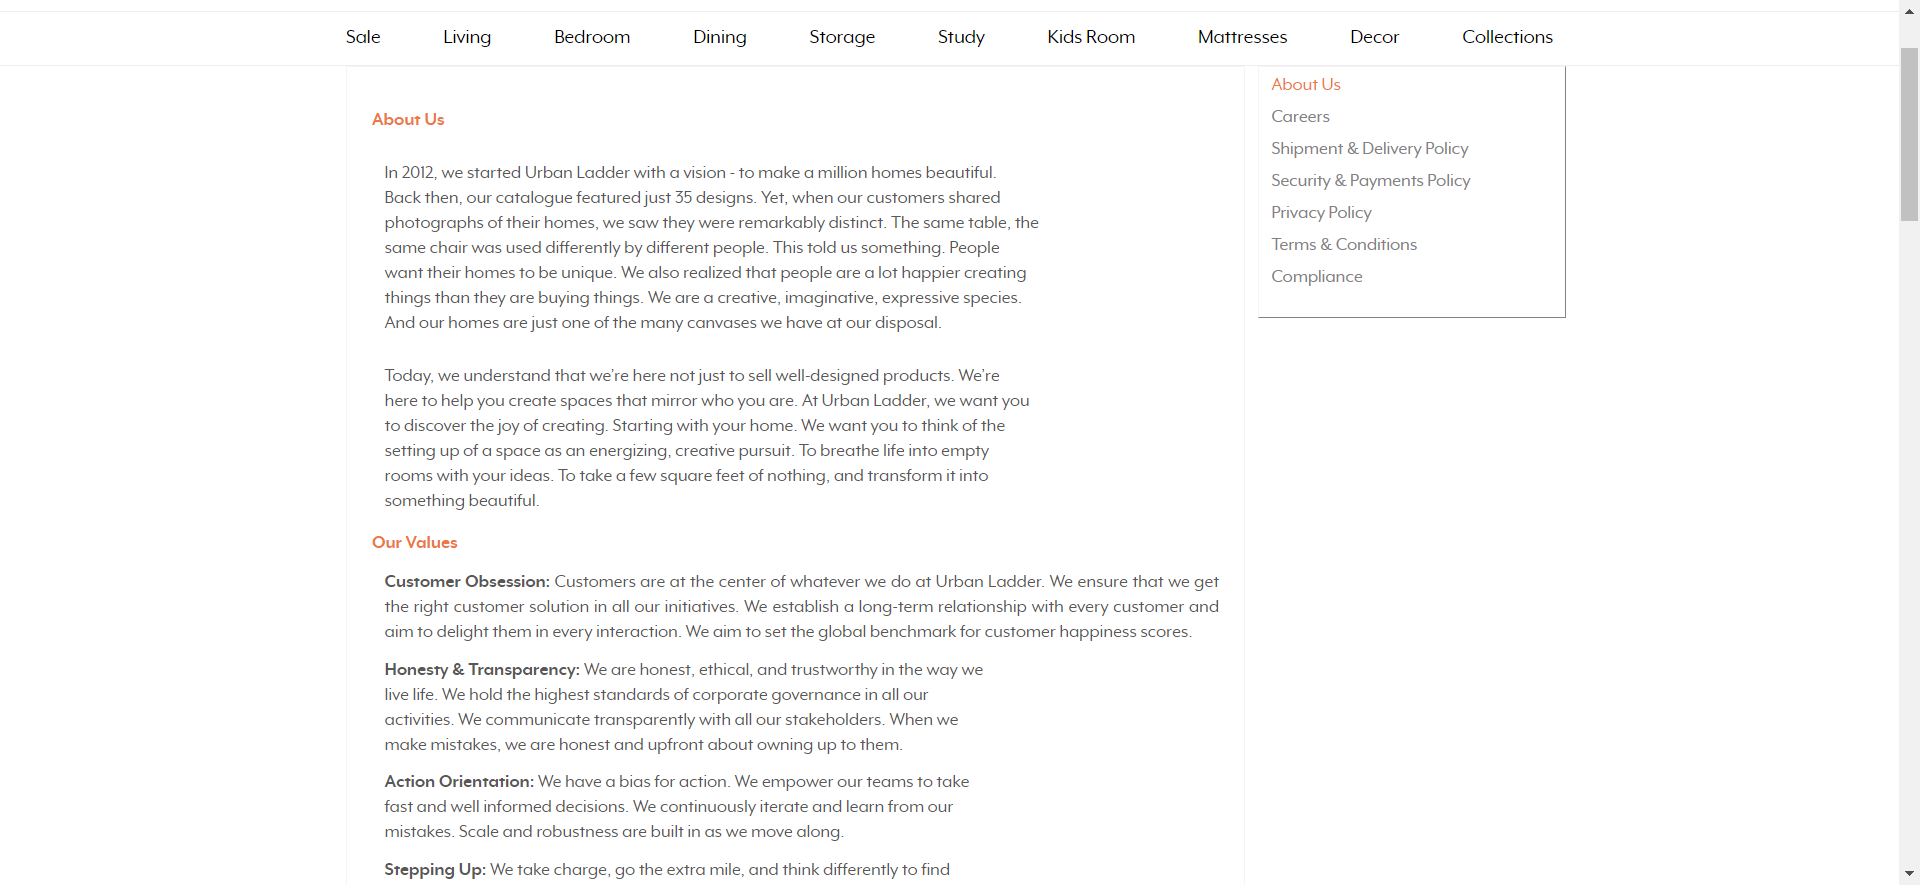 Sale Living Bedroom Dining Storage Study Kids Room Mattresses Decor Collections
About Us
In 2012, we started Urban Ladder with a vision - to make a million homes beautiful.
Back then, our catalogue featured just 35 designs. Yet, when our customers shared
photographs of their homes, we saw they were remarkably distinct. The same table, the
same chair was used differently by different people. This told us something. People
want their homes to be unique. We also realized that people are a lot happier creating
things than they are buying things. We are a creative, imaginative, expressive species.
And our homes are just one of the many canvases we have at our disposal.
Today, we understand that we’re here not just to sell well-designed products. We’re
here to help you create spaces that mirror who you are. At Urban Ladder, we want you
to discover the joy of creating. Starting with your home. We want you to think of the
setting up of a space as an energizing, creative pursuit. To breathe life into empty
rooms with your ideas. To take a few square feet of nothing, and transform it into
something beautiful.
Our Values
Customer Obsession: Customers are at the center of whatever we do at Urban Ladder. We ensure that we get
the right customer solution in all our initiatives. We establish a long-term relationship with every customer and
aim to delight them in every interaction. We aim to set the global benchmark for customer happiness scores.
Honesty & Transparency: We are honest, ethical, and trustworthy in the way we
live life. We hold the highest standards of corporate governance in all our
activities. We communicate transparently with all our stakeholders. When we
make mistakes, we are honest and upfront about owning up to them.
Action Orientation: We have a bias for action. We empower our teams to take
fast and well informed decisions. We continuously iterate and learn from our
mistakes. Scale and robustness are built in as we move along.
Stepping Up: We take charge, go the extra mile, and think differently to find
About Us
Careers
Shipment & Delivery Policy
Security & Payments Policy
Privacy Policy
Terms & Conditions
Compliance